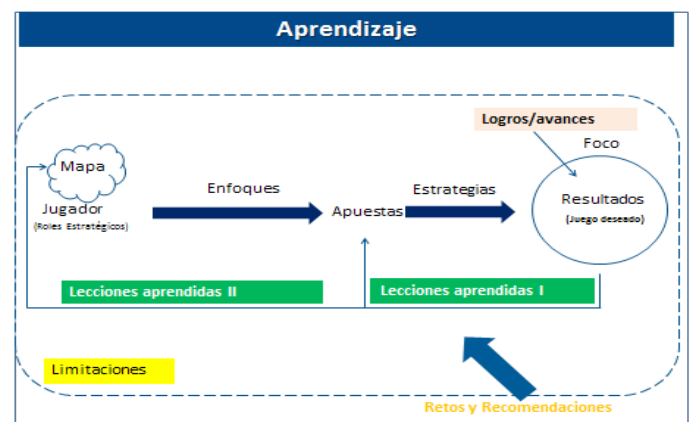 Aprendizaje
Logros/avances
Foco
Mapa
Enfoques
Estrategias
Resultados
Jugador
Apuestas
(Juego deseado)
(Roles Estratégicos)
Lecciones aprendidas II
Lecciones aprendidas I
Limitaciones
Retos y Recomendaciones